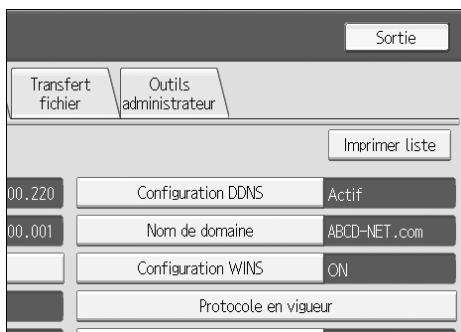 Sortie
Transfert
fichier
Outils
administrateur
Imprimer liste
00.220
Configuration DDNS
Actif
00.001
Nom de domaine
ABCD-NET.com
Configuration WINS
ON
Protocole en vigueur